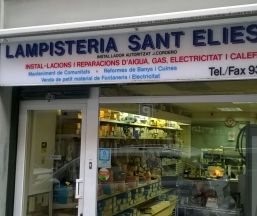 LAMPISTERIA SANT ELIES
INSTAL·LADOR AUTORITZAT J.CORDERO
INSTAL·LACIONS I REPARACIONS D'AIGUA, GAS, ELECTRICITAT I CALEF
Manteniment de Comunitats - Reformes de Banys i Cuines
Venda de petit material de Fontaneria i Electricitat
Tel./Fax 93